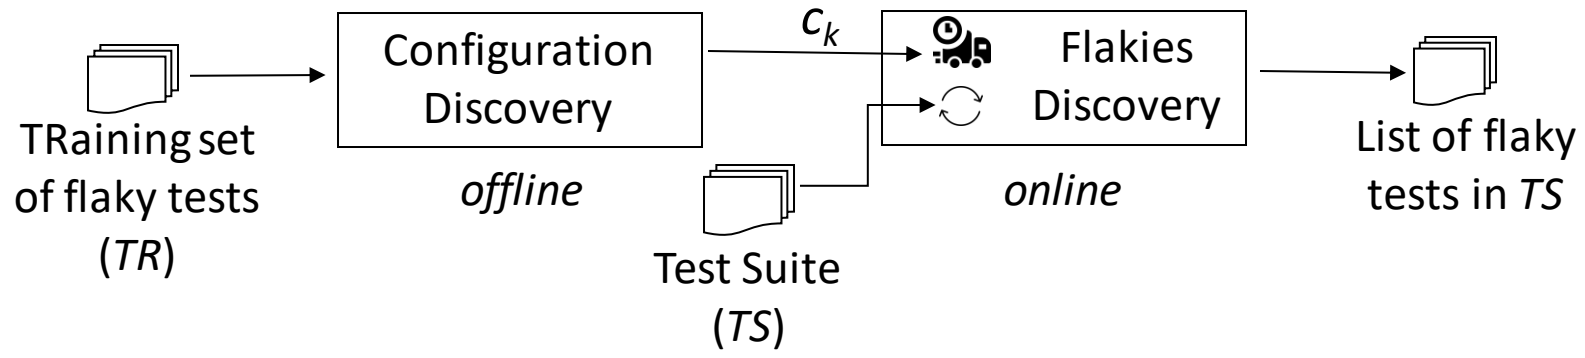 TRaining set
of flaky tests
(TR)
Configuration
Discovery
offline
c_k
Test Suite
(TS)
Flakies
Discovery
online
List of flaky
tests in TS